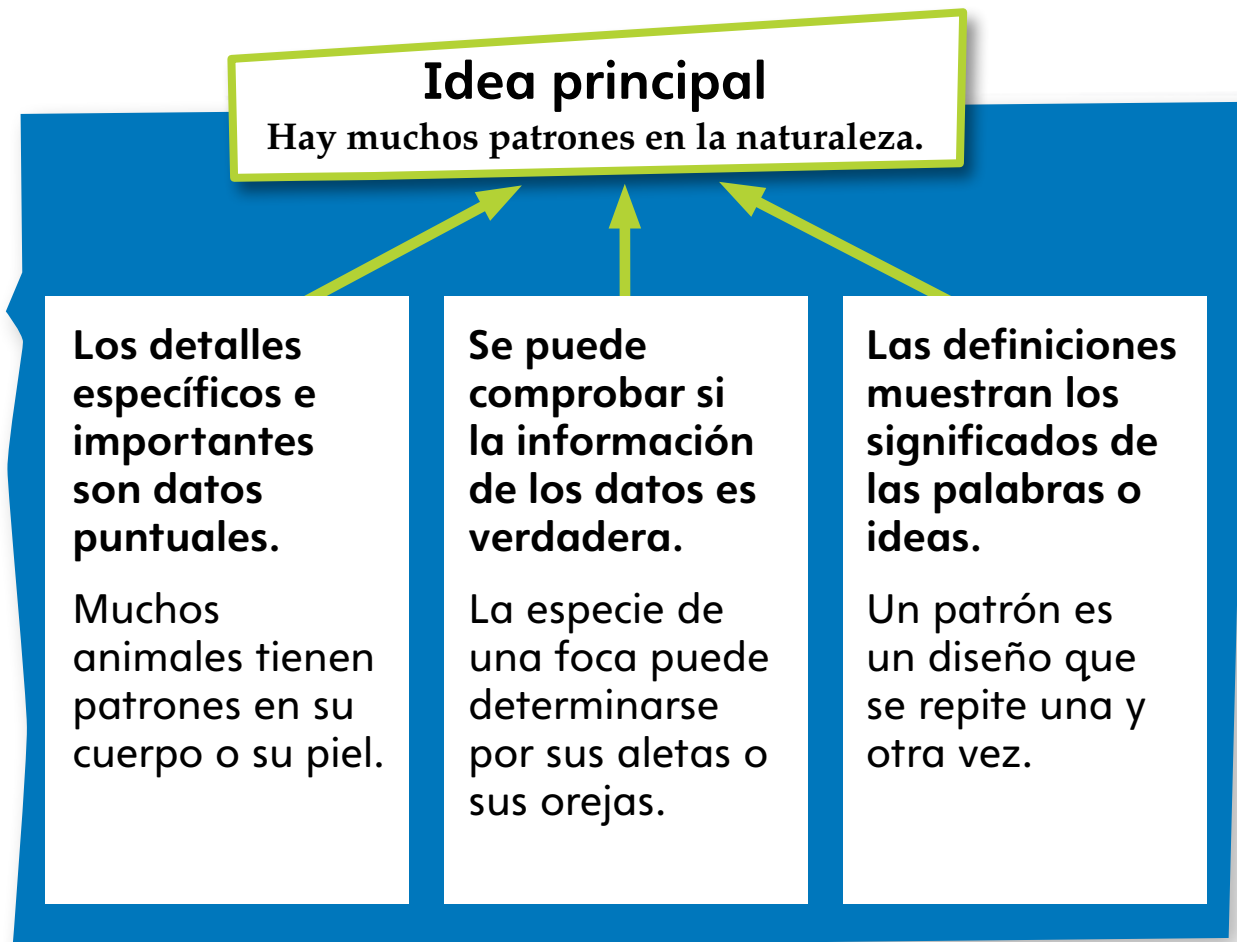 Idea principal
Hay muchos patrones en la naturaleza.
Los detalles
específicos e
importantes
son datos
puntuales.
Muchos
animales tienen
patrones en su
cuerpo o su piel.
Se puede
comprobar si
la información
de los datos es
verdadera.
La especie de
una foca puede
determinarse
por sus aletas o
sus orejas.
Las definiciones
muestran los
significados de
las palabras o
ideas.
Un patrón es
un diseño que
se repite una y
otra vez.